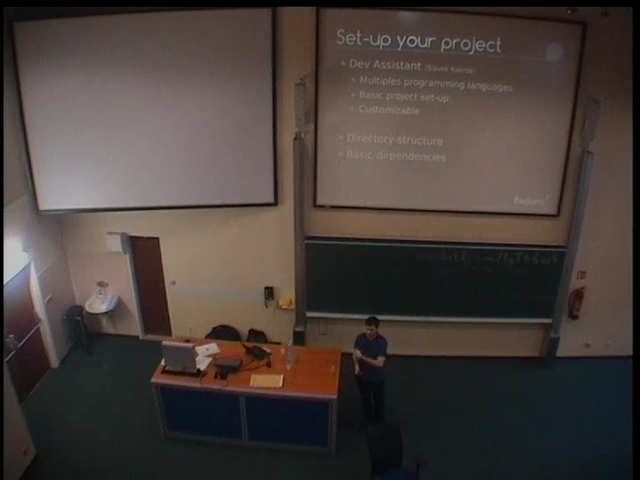 Set-up your project
Dev Assistant
Multiples programming languages
Basic project set-up
Customizable
Directory structure
Basic dependencies
fedora